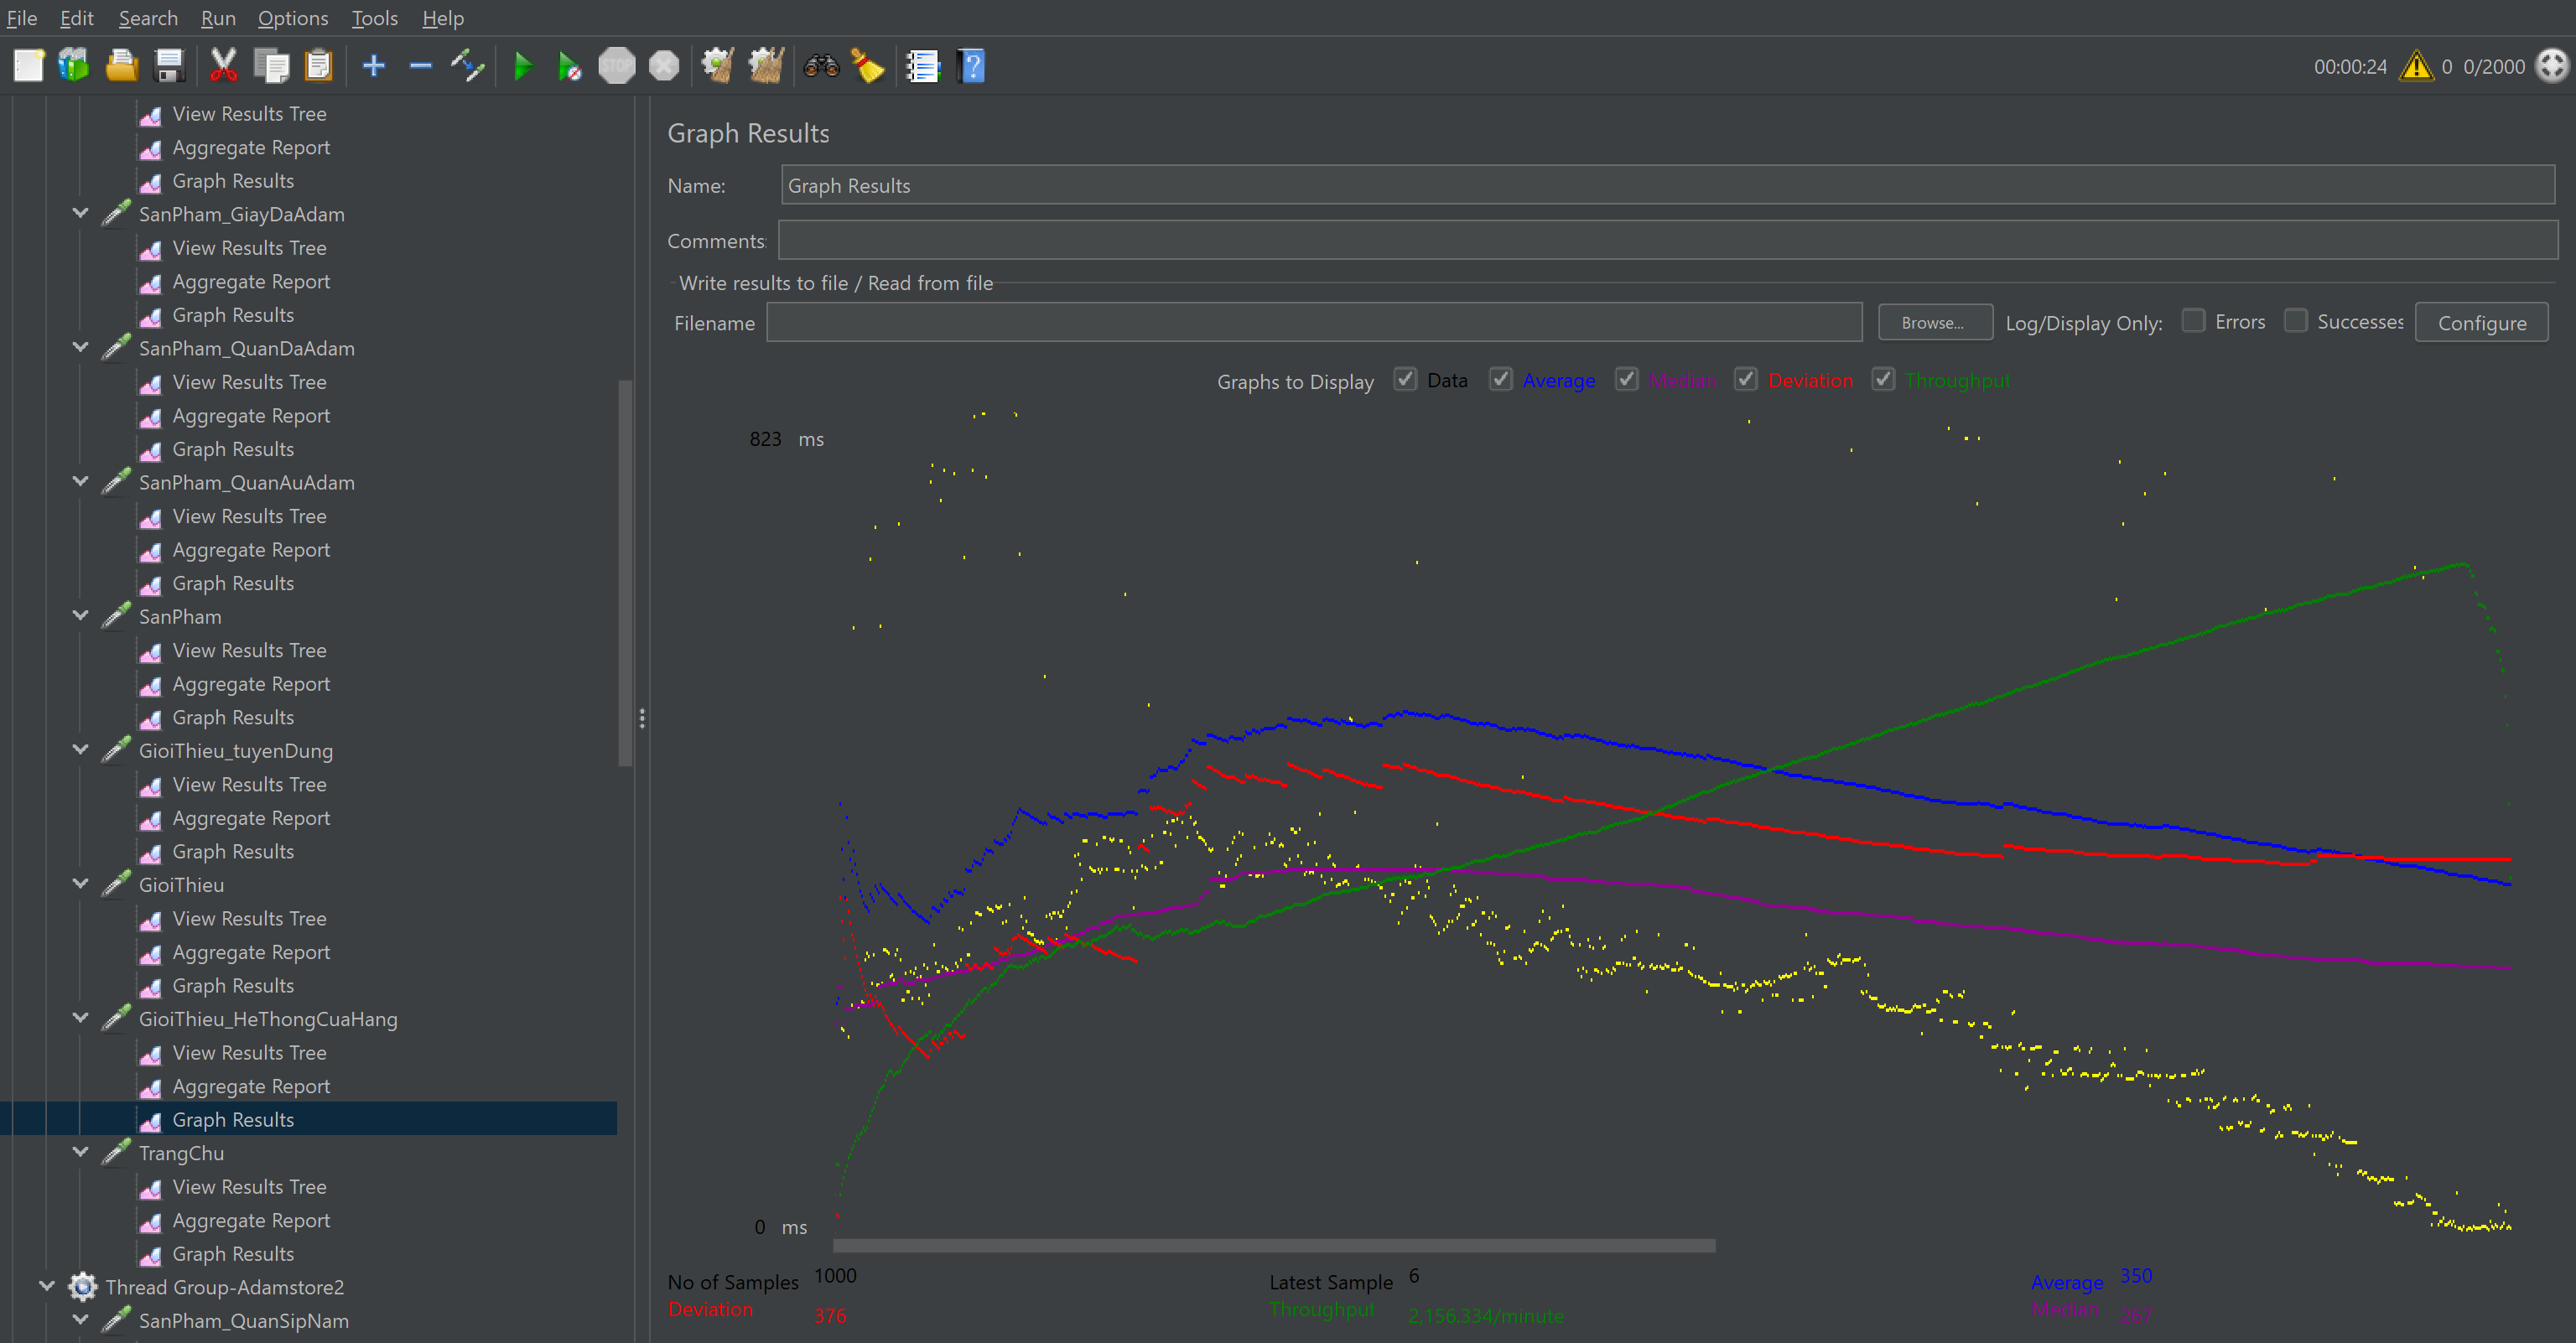 File Edit Search Run Options Tools Help
STOP ? 00:00:24 0 0/2000
View Results Tree
Aggregate Report
Graph Results
SanPham_GiayDaAdam
View Results Tree
Aggregate Report
Graph Results
SanPham_QuanDaAdam
View Results Tree
Aggregate Report
Graph Results
SanPham_QuanAuAdam
View Results Tree
Aggregate Report
Graph Results
SanPham
View Results Tree
Aggregate Report
Graph Results
GioiThieu_tuyenDung
View Results Tree
Aggregate Report
Graph Results
GioiThieu
View Results Tree
Aggregate Report
Graph Results
GioiThieu_HeThongCuaHang
View Results Tree
Aggregate Report
Graph Results
TrangChu
View Results Tree
Aggregate Report
Graph Results
Thread Group-Adamstore2
SanPham_QuanSipNam
Graph Results
Name: Graph Results
Comments:
Write results to file / Read from file
Filename Browse... Log/Display Only: Errors Successes Configure
Graphs to Display Data Average Median Deviation Throughput
823 ms
0 ms
No of Samples 1000 Latest Sample 6 Average 350
Deviation 376 Throughput 2,156.334/minute Median 267